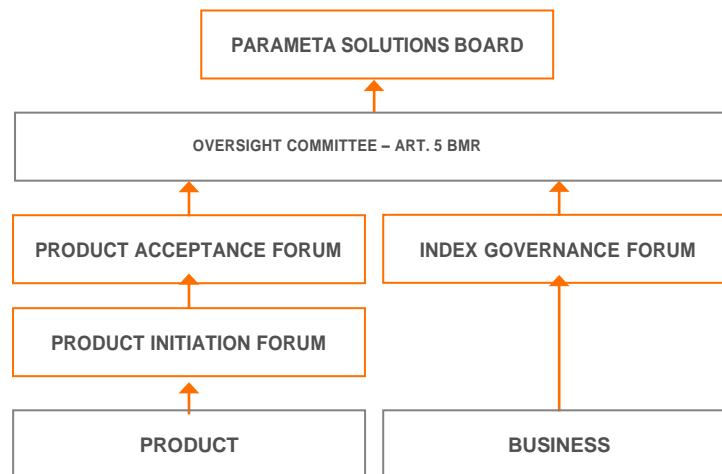 PARAMETA SOLUTIONS BOARD
OVERSIGHT COMMITTEE – ART. 5 BMR
PRODUCT ACCEPTANCE FORUM
INDEX GOVERNANCE FORUM
PRODUCT INITIATION FORUM
PRODUCT
BUSINESS